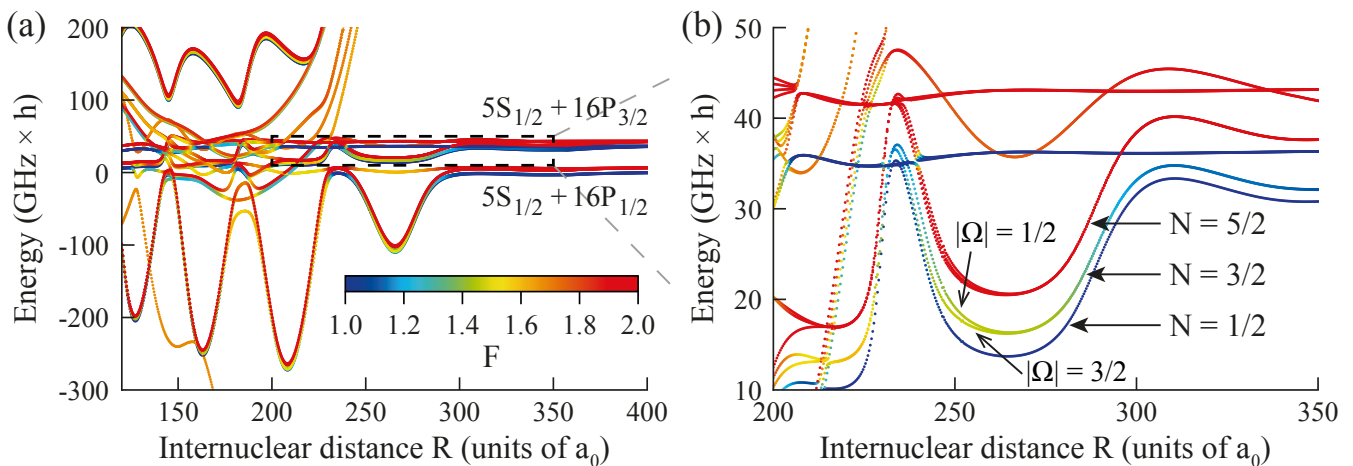 (a)
200
100
0
-100
-200
-300
Energy (GHz × h)
5S1/2 + 16P3/2
5S1/2 + 16P1/2
1.0 1.2 1.4 1.6 1.8 2.0
F
150 200 250 300 350 400
Internuclear distance R (units of a0)
(b)
50
40
30
20
10
Energy (GHz × h)
|Ω| = 1/2
|Ω| = 3/2
N = 5/2
N = 3/2
N = 1/2
200 250 300 350
Internuclear distance R (units of a0)